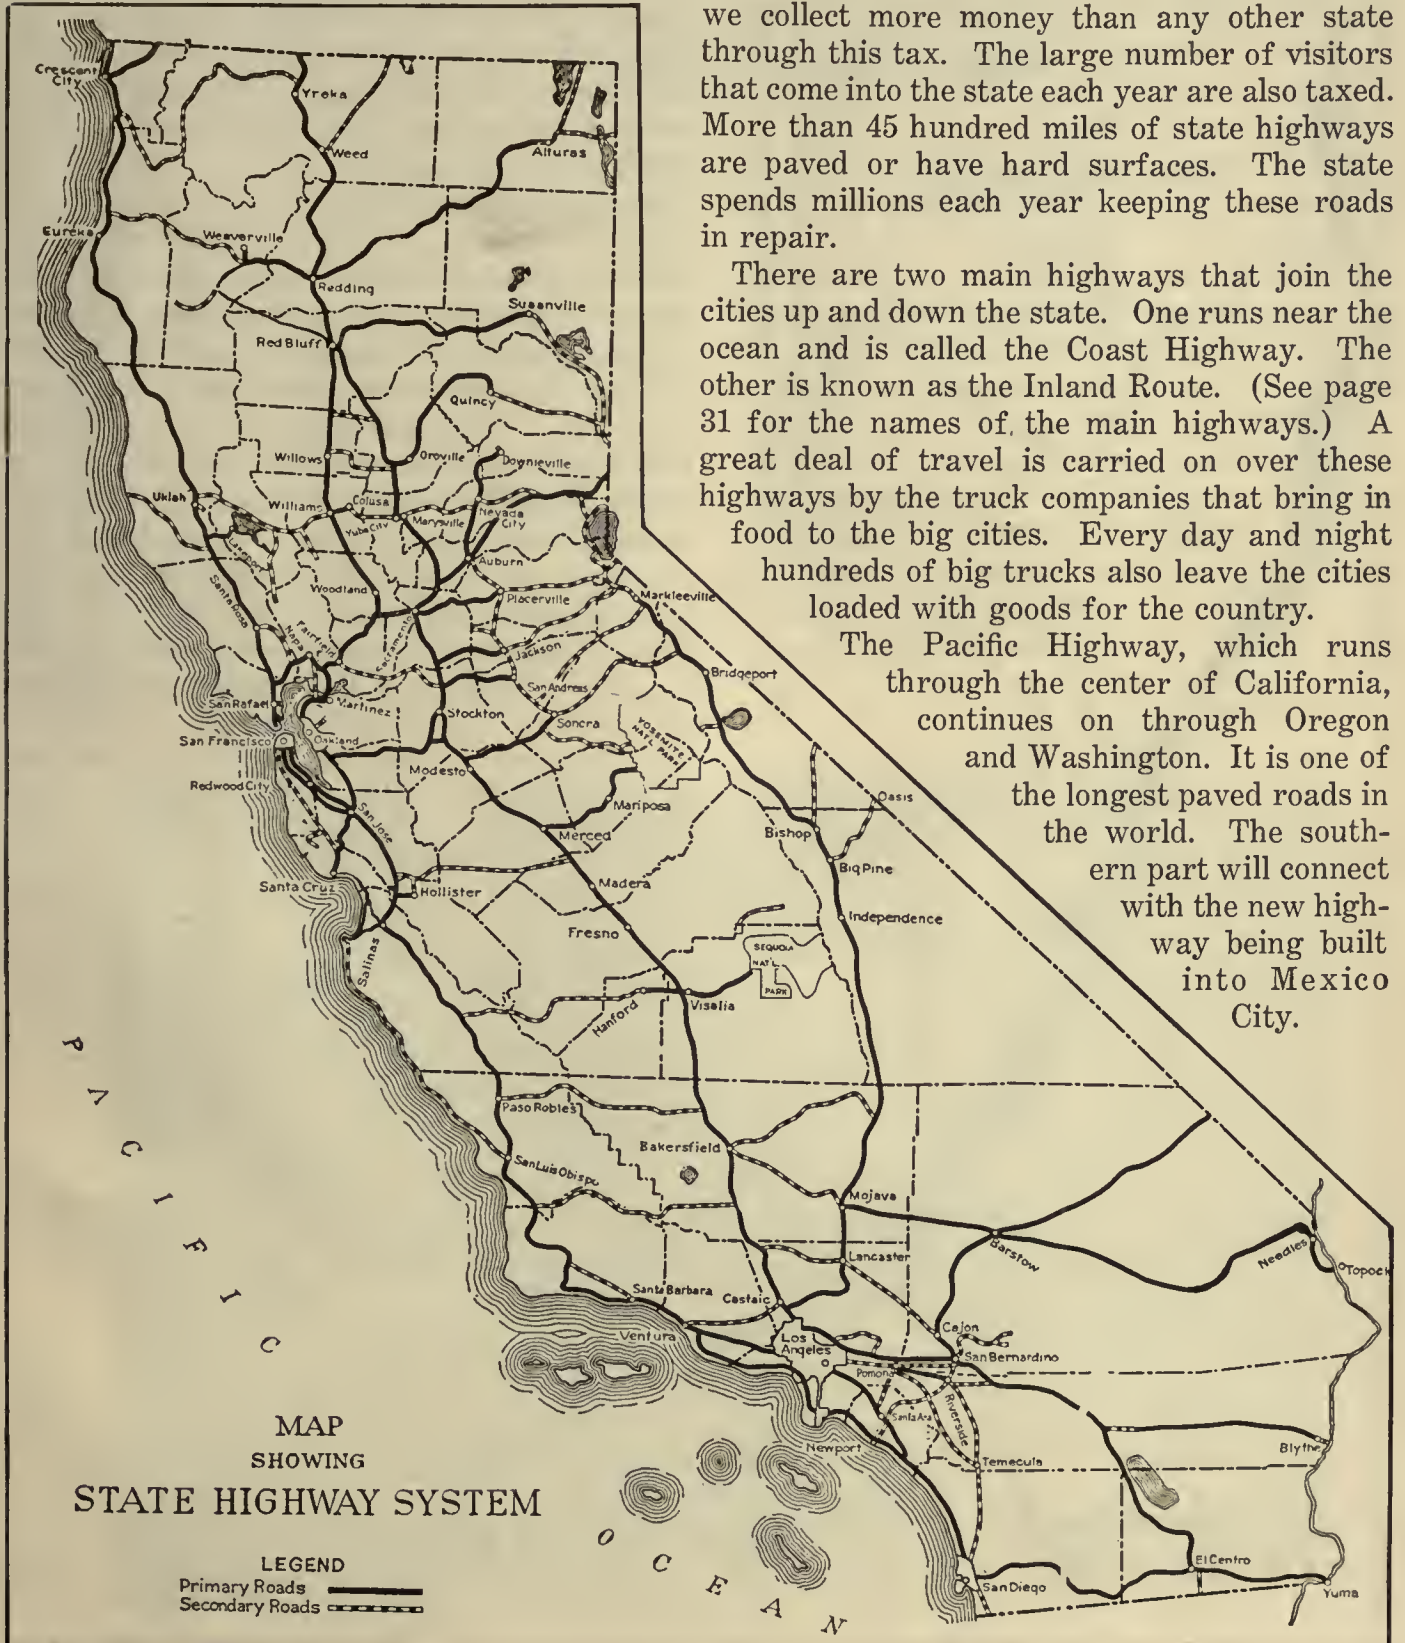 we collect more money than any other state
through this tax. The large number of visitors
that come into the state each year are also taxed.
More than 45 hundred miles of state highways
are paved or have hard surfaces. The state
spends millions each year keeping these roads
in repair.
There are two main highways that join the
cities up and down the state. One runs near the
ocean and is called the Coast Highway. The
other is known as the Inland Route. (See page
31 for the names of the main highways.) A
great deal of travel is carried on over these
highways by the truck companies that bring in
food to the big cities. Every day and night
hundreds of big trucks also leave the cities
loaded with goods for the country.
The Pacific Highway, which runs
through the center of California,
continues on through Oregon
and Washington. It is one of
the longest paved roads in
the world. The south-
ern part will connect
with the new high-
way being built
into Mexico
City.
Crescent
City
Yreka
Weed
Alturas
Eureka
Weaverville
Redding
Susanville
Red Bluff
Quincy
Willows
Oroville
Downieville
Ukiah
Williams
Colusa
Yuba City
Marysville
Nevada
City
Auburn
Woodland
Placerville
Markleeville
Santa Rosa
Napa
Fairfield
Sacramento
Jackson
San Andreas
Bridgeport
San Rafael
Martinez
Stockton
Sonora
YOSEMITE
NAT'L PARK
San Francisco
Oakland
Modesto
Redwood City
San Jose
Mariposa
Oasis
Merced
Bishop
Big Pine
Santa Cruz
Hollister
Madera
Independence
Fresno
Salinas
SEQUOIA
NAT'L
PARK
Hanford
Visalia
Paso Robles
Bakersfield
San Luis Obispo
Mojave
Barstow
Needles
Topock
Lancaster
Santa Barbara
Castaic
Ventura
Los
Angeles
Cajon
San Bernardino
Pomona
Santa Ana
Riverside
Newport
Temecula
Blythe
San Diego
El Centro
Yuma
PACIFIC
OCEAN
MAP
SHOWING
STATE HIGHWAY SYSTEM
LEGEND
Primary Roads
Secondary Roads